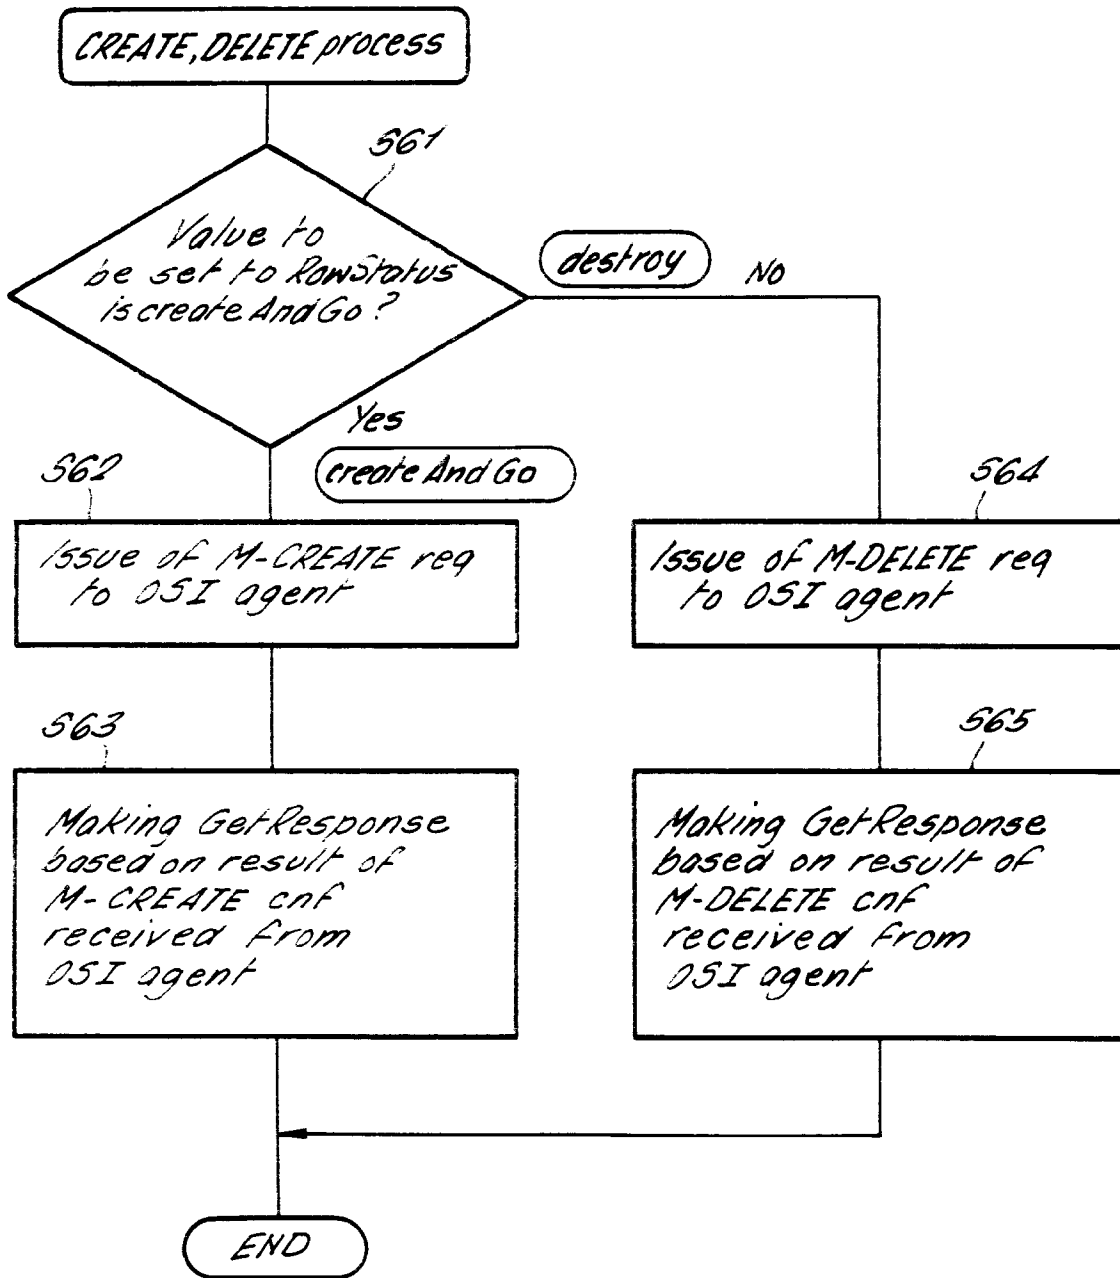 CREATE, DELETE process
S61
Value to
be set to RowStatus
is createAndGo?
destroy
No
Yes
createAndGo
S62
Issue of M-CREATE req
to OSI agent
S64
Issue of M-DELETE req
to OSI agent
S63
Making GetResponse
based on result of
M-CREATE cnf
received from
OSI agent
S65
Making GetResponse
based on result of
M-DELETE cnf
received from
OSI agent
END